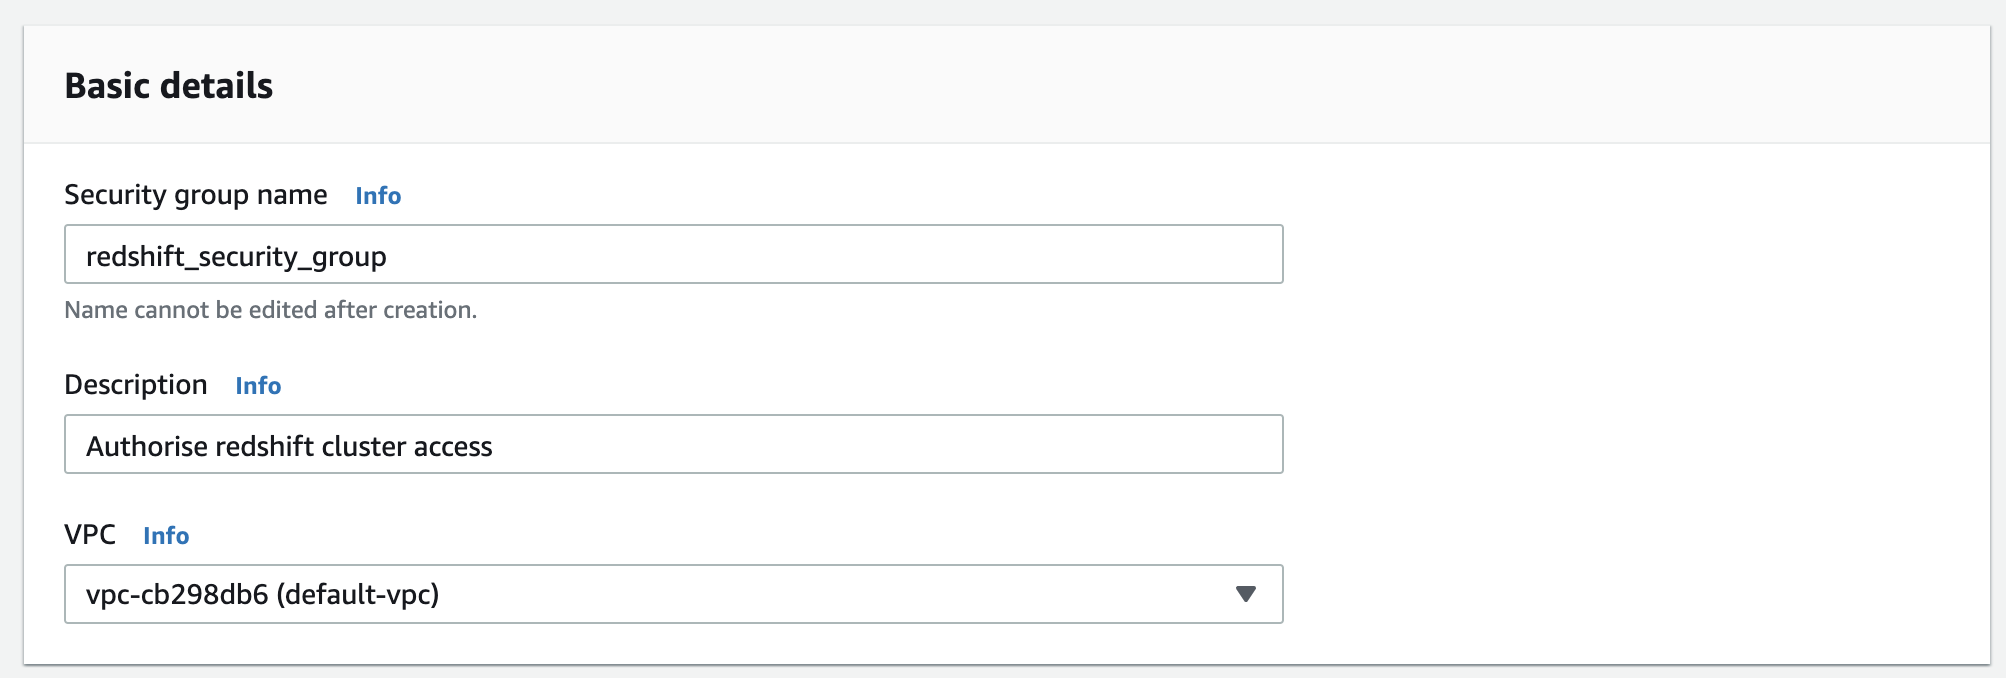 Basic details
Security group name Info
redshift_security_group
Name cannot be edited after creation.
Description Info
Authorise redshift cluster access
VPC Info
vpc-cb298db6 (default-vpc)